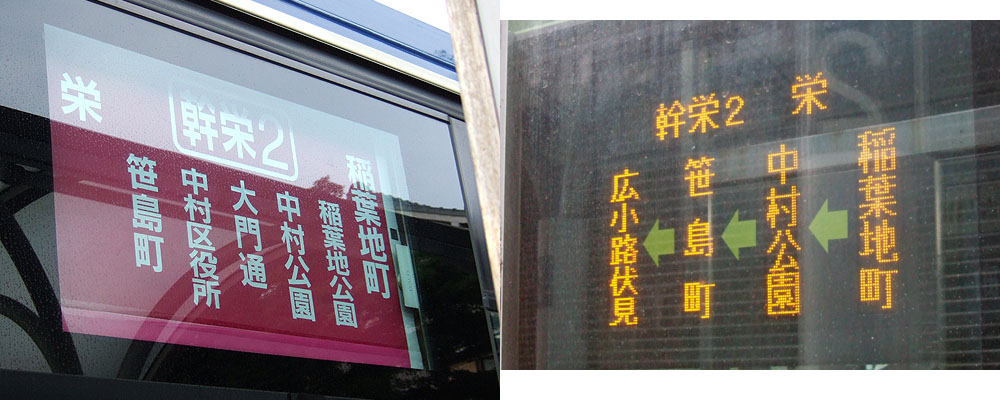 幹栄2
栄
稲葉地町
稲葉地公園
中村公園
大門通
中村区役所
笹島町
幹栄2
栄
稲葉地町
中村公園
笹島町
広小路伏見